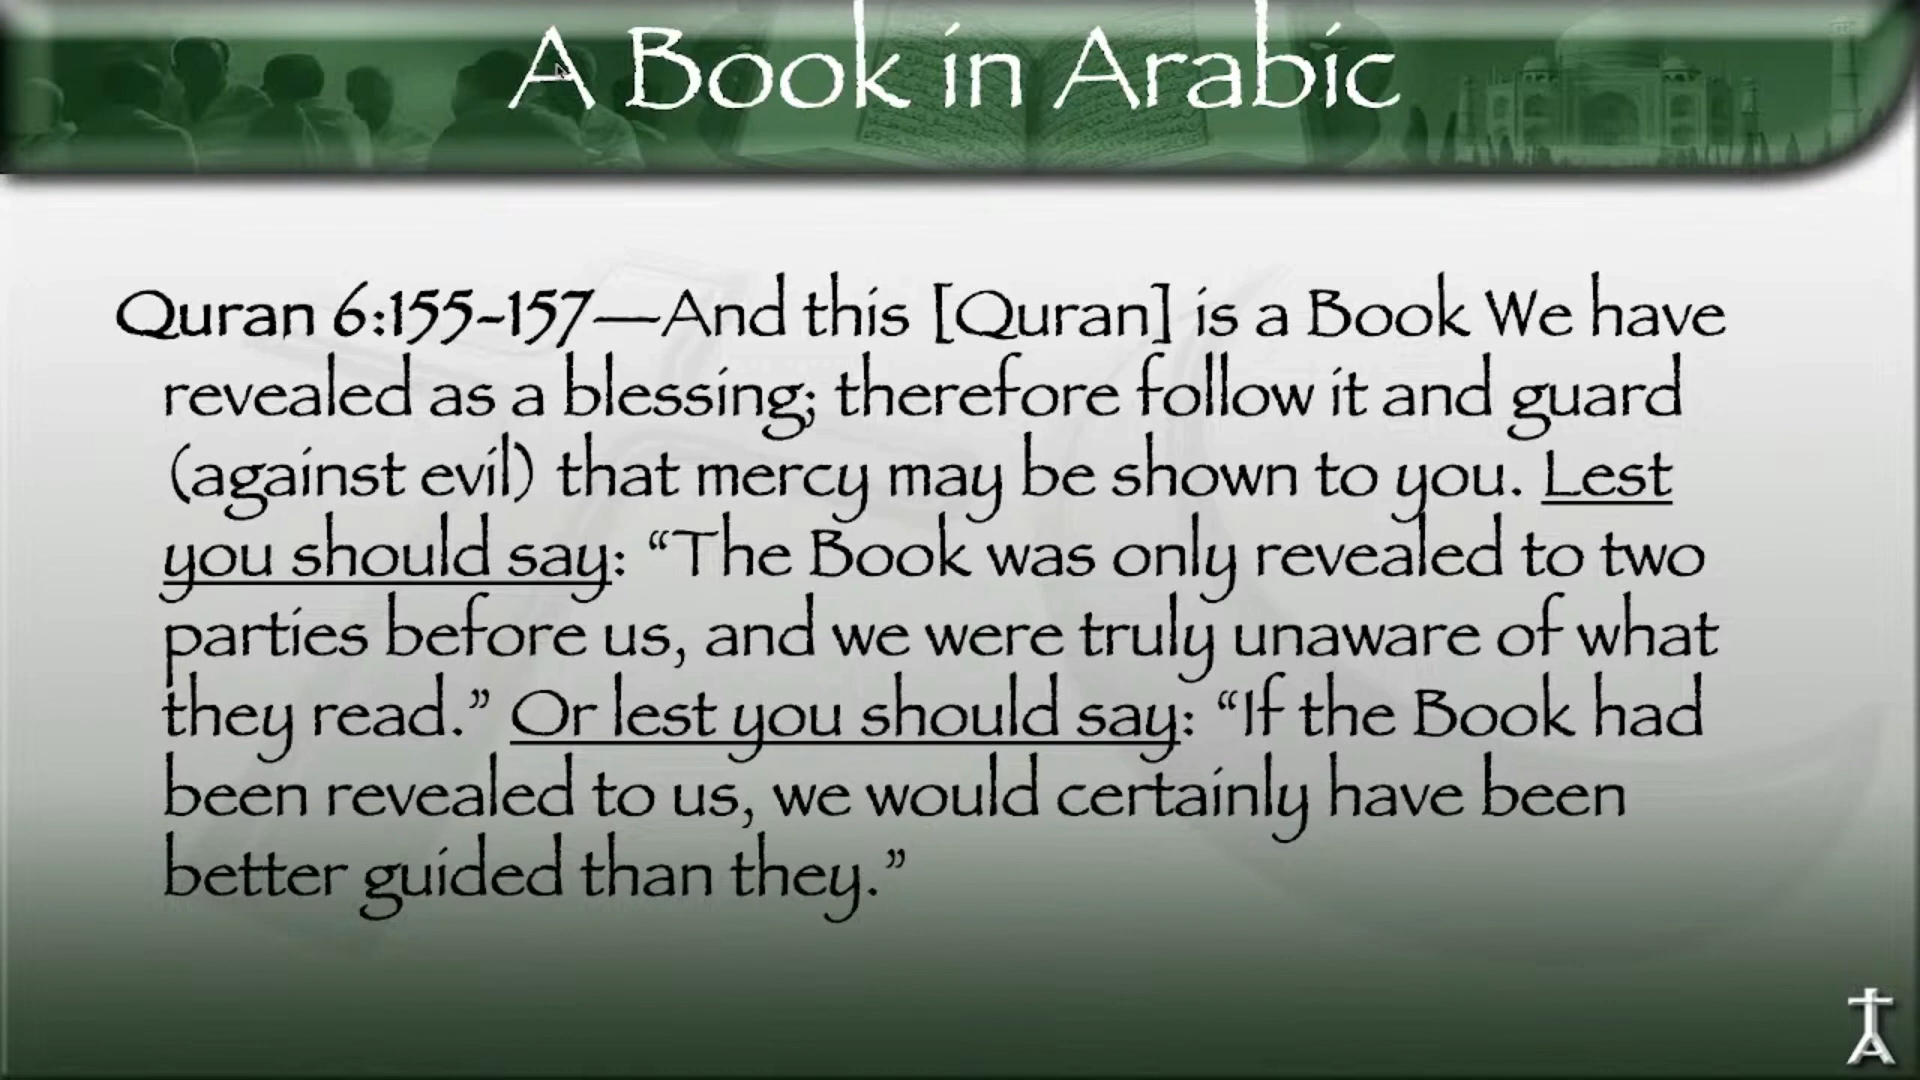 A Book in Arabic
Quran 6:155-157—And this [Quran] is a Book We have
revealed as a blessing; therefore follow it and guard
(against evil) that mercy may be shown to you. Lest
you should say: “The Book was only revealed to two
parties before us, and we were truly unaware of what
they read.” Or lest you should say: “If the Book had
been revealed to us, we would certainly have been
better guided than they.”